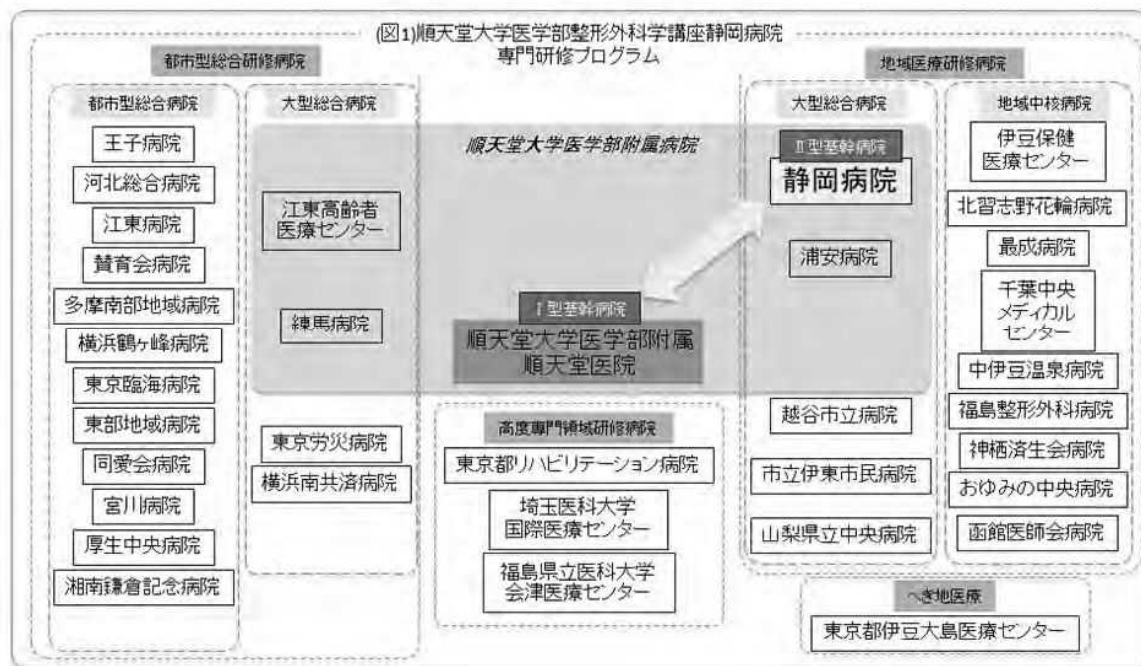 (図1)順天堂大学医学部整形外科学講座静岡病院
専門研修プログラム
都市型総合研修病院
都市型総合病院
王子病院
河北総合病院
江東病院
賛育会病院
多摩南部地域病院
横浜鶴ヶ峰病院
東京臨海病院
東部地域病院
同愛会病院
宮川病院
厚生中央病院
湘南鎌倉記念病院
大型総合病院
江東高齢者
医療センター
練馬病院
東京労災病院
横浜南共済病院
順天堂大学医学部附属病院
Ⅰ型基幹病院
順天堂大学医学部附属
順天堂医院
高度専門領域研修病院
東京都リハビリテーション病院
埼玉医科大学
国際医療センター
福島県立医科大学
会津医療センター
地域医療研修病院
大型総合病院
Ⅱ型基幹病院
静岡病院
浦安病院
越谷市立病院
市立伊東市民病院
山梨県立中央病院
地域中核病院
伊豆保健
医療センター
北習志野花輪病院
最成病院
千葉中央
メディカル
センター
中伊豆温泉病院
福島整形外科病院
神栖済生会病院
おゆみの中央病院
函館医師会病院
へき地医療
東京都伊豆大島医療センター